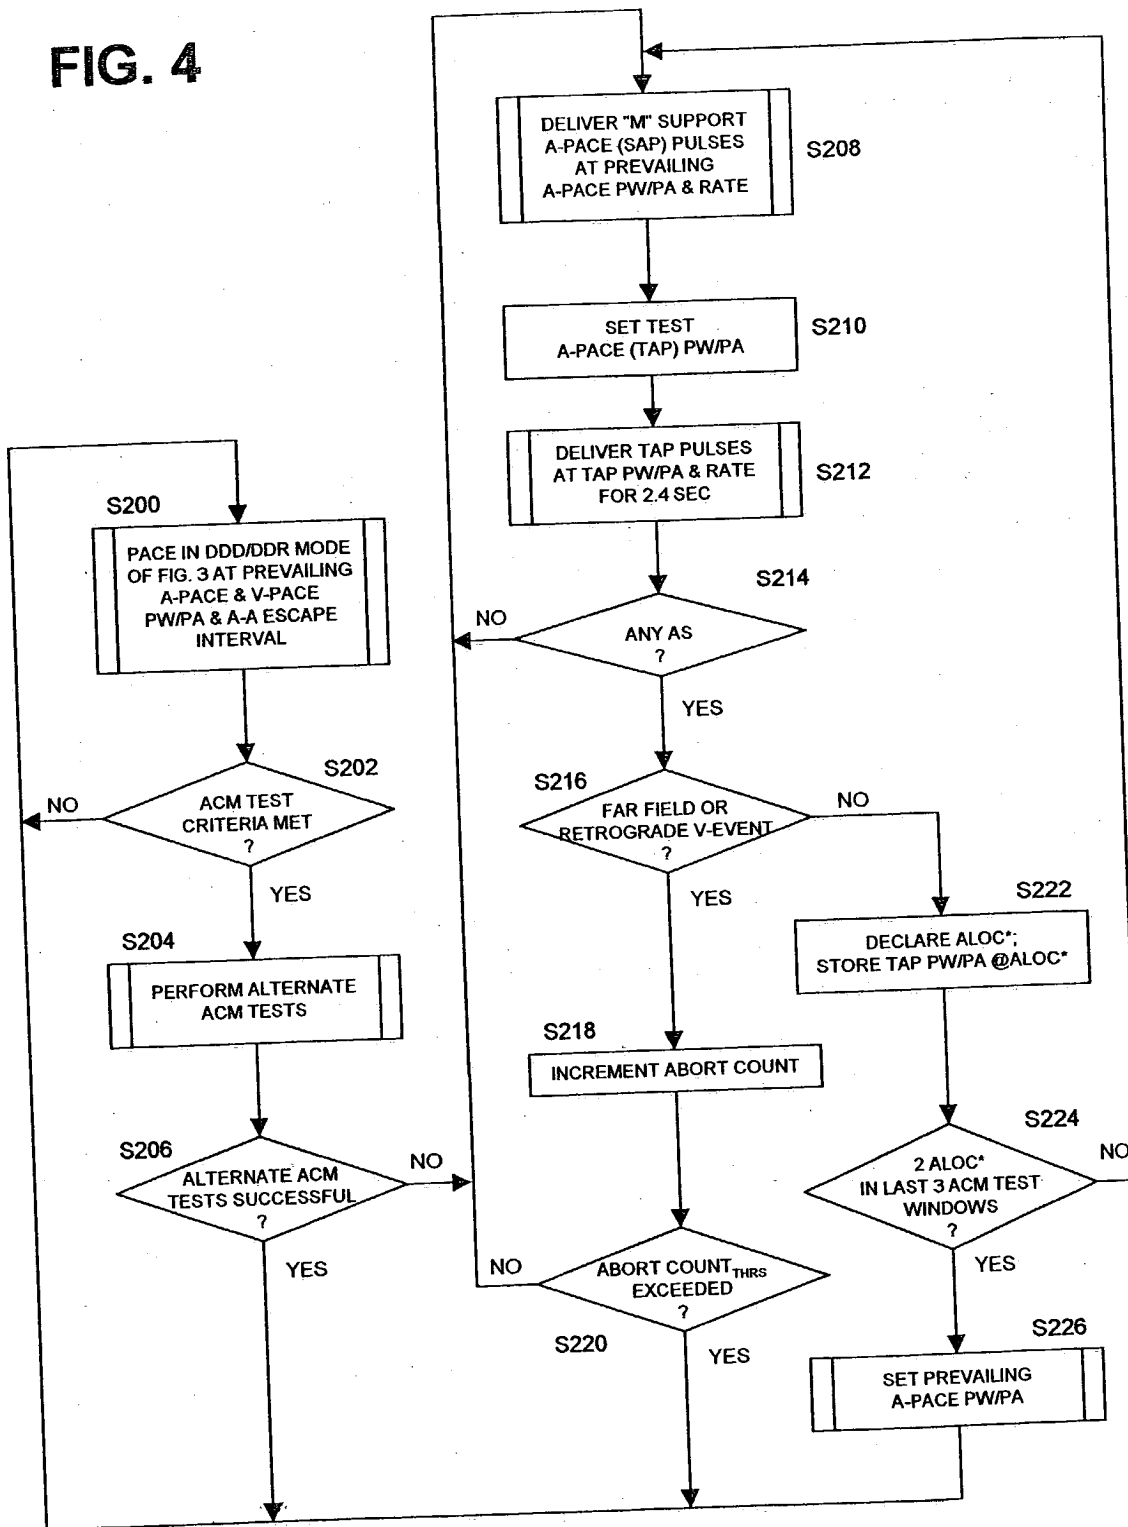 FIG. 4
DELIVER "M" SUPPORT
A-PACE (SAP) PULSES
AT PREVAILING
A-PACE PW/PA & RATE
S208
SET TEST
A-PACE (TAP) PW/PA
S210
DELIVER TAP PULSES
AT TAP PW/PA & RATE
FOR 2.4 SEC
S212
S200
PACE IN DDD/DDR MODE
OF FIG. 3 AT PREVAILING
A-PACE & V-PACE
PW/PA & A-A ESCAPE
INTERVAL
S214
NO
ANY AS
?
YES
S202
NO
ACM TEST
CRITERIA MET
?
YES
S216
FAR FIELD OR
RETROGRADE V-EVENT
?
NO
YES
S204
PERFORM ALTERNATE
ACM TESTS
S222
DECLARE ALOC*;
STORE TAP PW/PA @ALOC*
S218
INCREMENT ABORT COUNT
S206
ALTERNATE ACM
TESTS SUCCESSFUL
?
NO
YES
S224
2 ALOC*
IN LAST 3 ACM TEST
WINDOWS
?
NO
YES
NO
ABORT COUNT THRS
EXCEEDED
?
S220
YES
S226
SET PREVAILING
A-PACE PW/PA